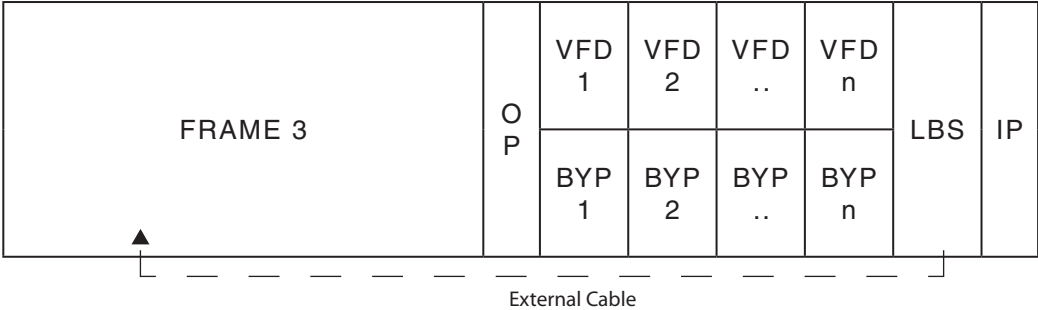 FRAME 3
O
P
VFD
1
VFD
2
VFD
..
VFD
n
BYP
1
BYP
2
BYP
..
BYP
n
LBS
IP
External Cable